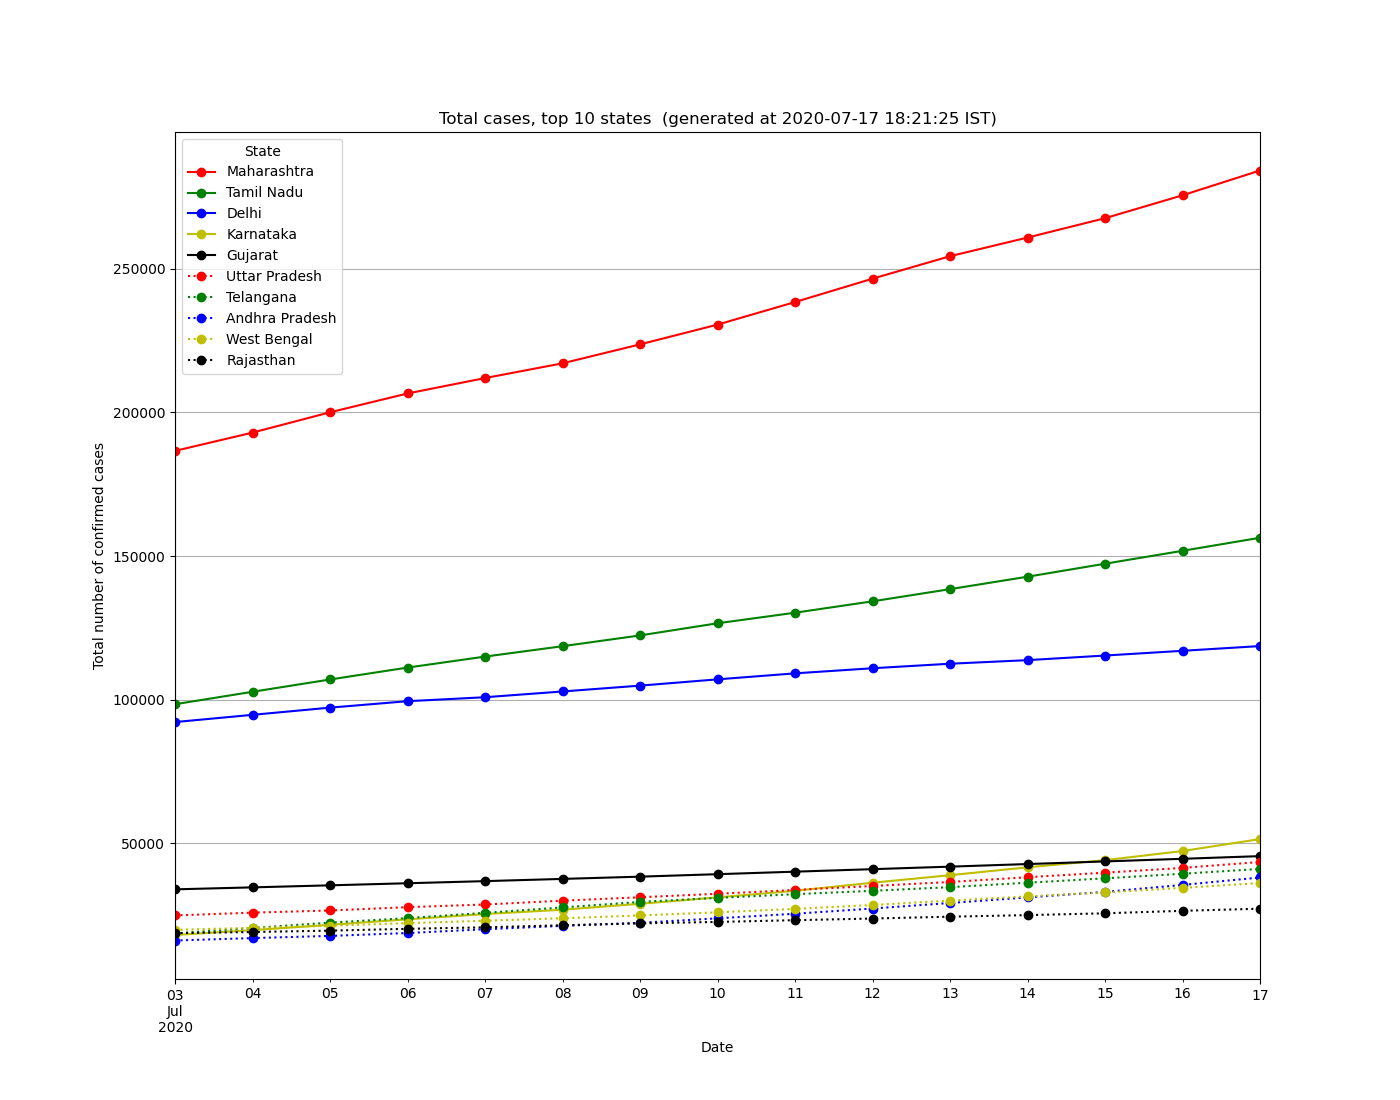 Total cases, top 10 states  (generated at 2020-07-17 18:21:25 IST)
State
Maharashtra
Tamil Nadu
Delhi
Karnataka
Gujarat
Uttar Pradesh
Telangana
Andhra Pradesh
West Bengal
Rajasthan
250000
200000
150000
100000
50000
Total number of confirmed cases
03 04 05 06 07 08 09 10 11 12 13 14 15 16 17
Jul
2020
Date